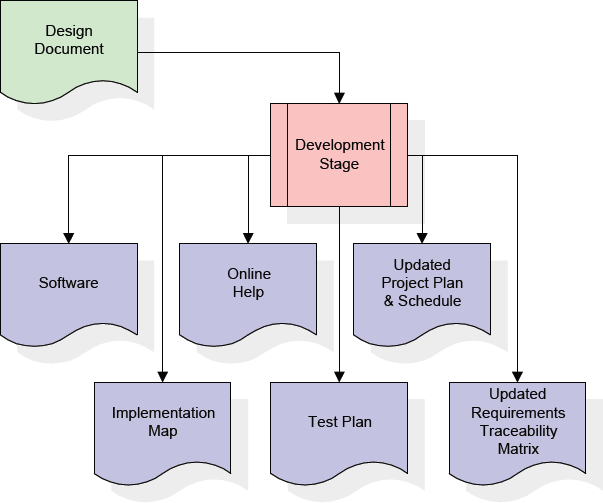 Design
Document
Development
Stage
Software
Online
Help
Updated
Project Plan
& Schedule
Implementation
Map
Test Plan
Updated
Requirements
Traceability
Matrix